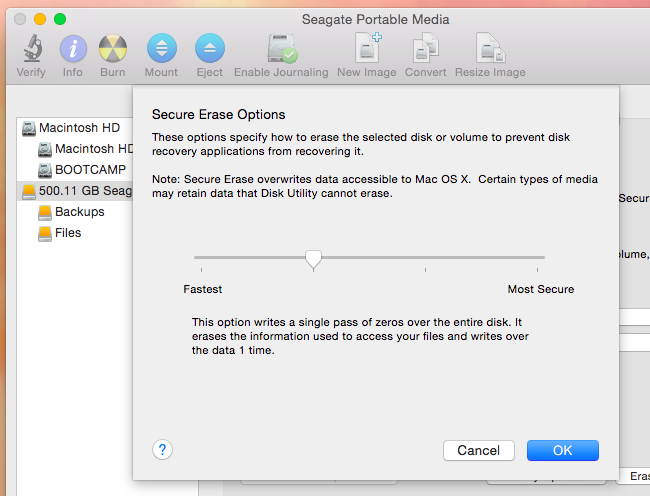 Seagate Portable Media
Verify Info Burn Mount Eject Enable Journaling New Image Convert Resize Image
Secure Erase Options
These options specify how to erase the selected disk or volume to prevent disk
recovery applications from recovering it.
Note: Secure Erase overwrites data accessible to Mac OS X. Certain types of media
may retain data that Disk Utility cannot erase.
Fastest Most Secure
This option writes a single pass of zeros over the entire disk. It
erases the information used to access your files and writes over
the data 1 time.
? Cancel OK
Macintosh HD
Macintosh HD
BOOTCAMP
500.11 GB Seag
Backups
Files
Secur
lume,
Eras